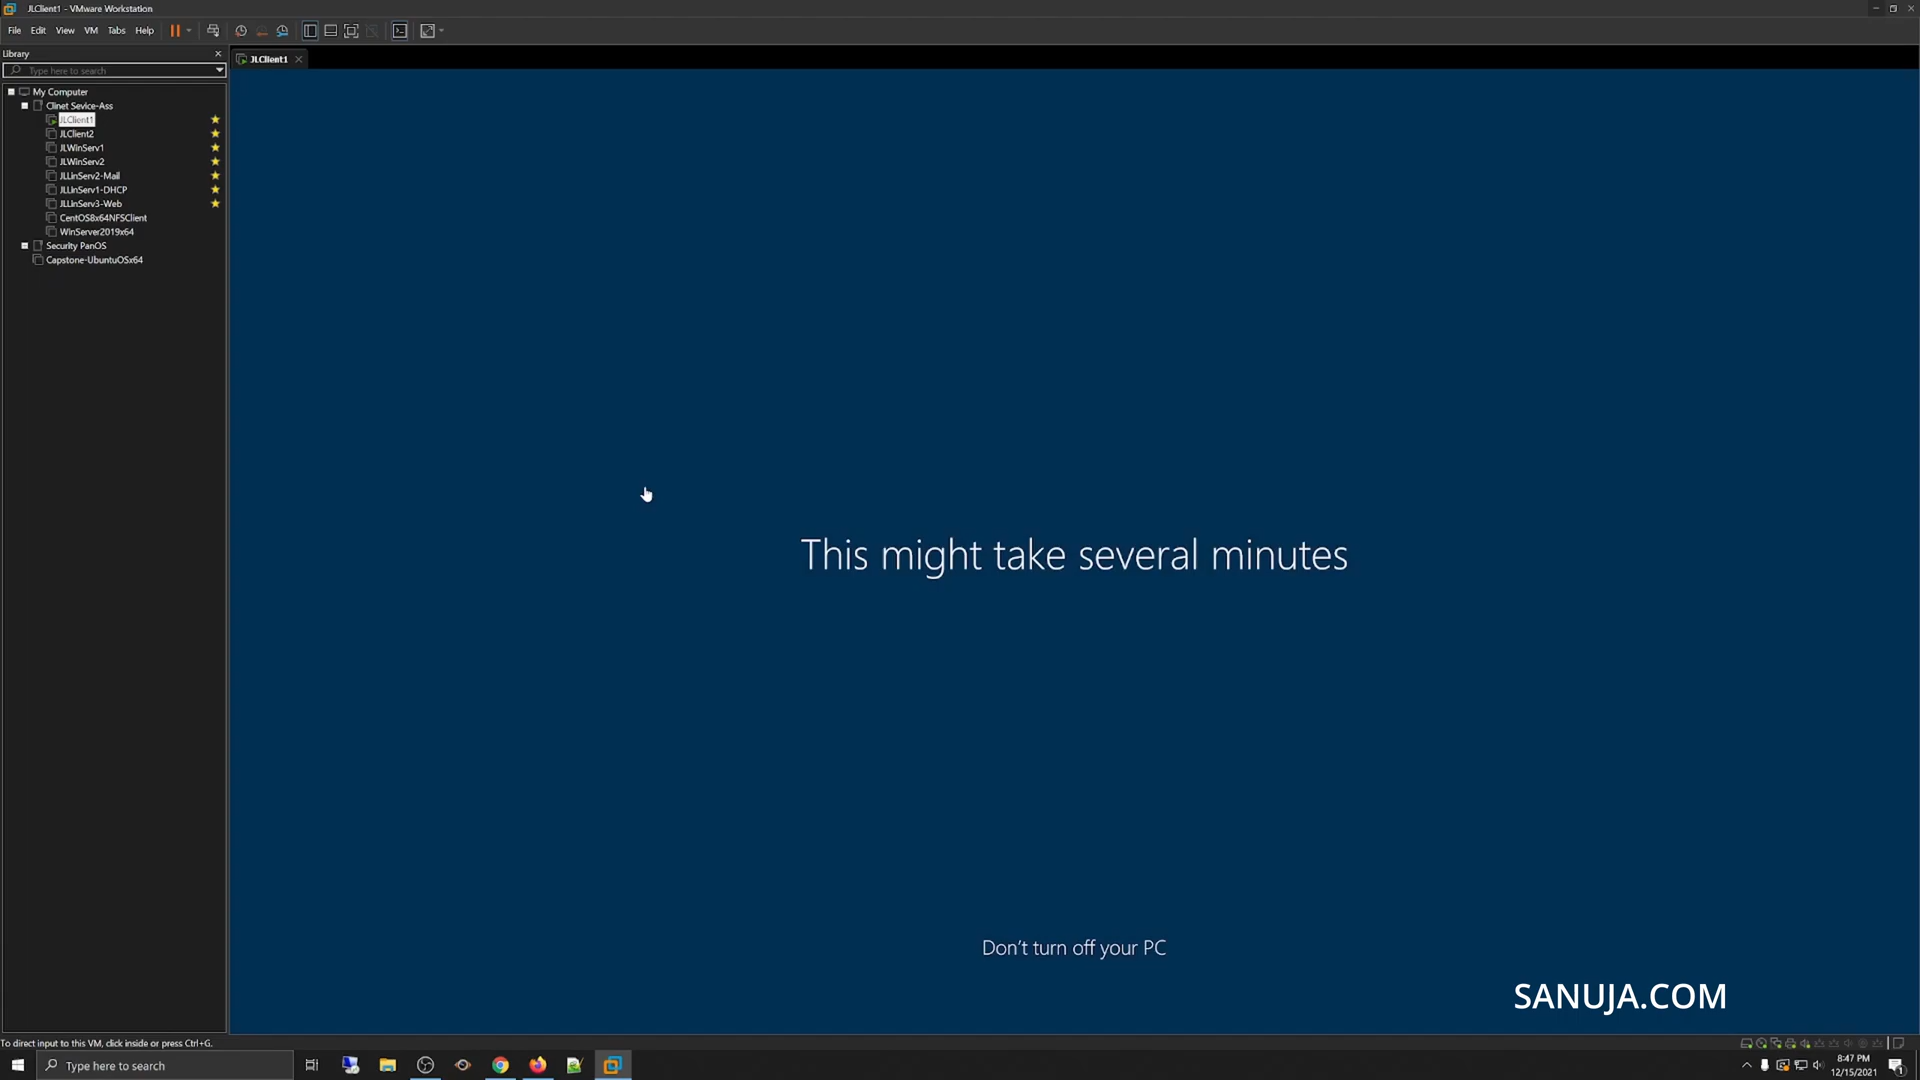 JLClient1 - VMware Workstation
File Edit View VM Tabs Help
Library
JLClient1
Type here to search
My Computer
Clinet Sevice-Ass
JLClient1
JLClient2
JLWinServ1
JLWinServ2
JLLinServ2-Mail
JLLinServ1-DHCP
JLLinServ3-Web
CentOS8x64NFSClient
WinServer2019x64
Security PanOS
Capstone-UbuntuOSx64
This might take several minutes
Don't turn off your PC
SANUJA.COM
To direct input to this VM, click inside or press Ctrl+G.
Type here to search
8:47 PM
12/15/2021
1